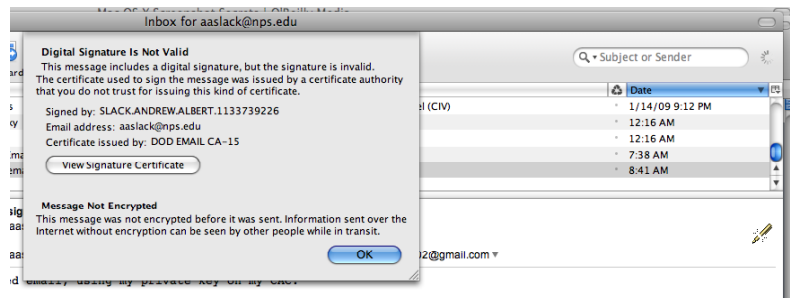 Mac OS X Screenshot Secrets | O'Reilly Media
Inbox for aaslack@nps.edu
Digital Signature Is Not Valid
This message includes a digital signature, but the signature is invalid.
The certificate used to sign the message was issued by a certificate authority
that you do not trust for issuing this kind of certificate.
Signed by: SLACK.ANDREW.ALBERT.1133739226
Email address: aaslack@nps.edu
Certificate issued by: DOD EMAIL CA-15
View Signature Certificate
Message Not Encrypted
This message was not encrypted before it was sent. Information sent over the
Internet without encryption can be seen by other people while in transit.
OK
ard
Subject or Sender
Date
el (CIV)
1/14/09 9:12 PM
12:16 AM
12:16 AM
7:38 AM
8:41 AM
sig
aa
aa
02@gmail.com
ed email, using my private key on my CAC.